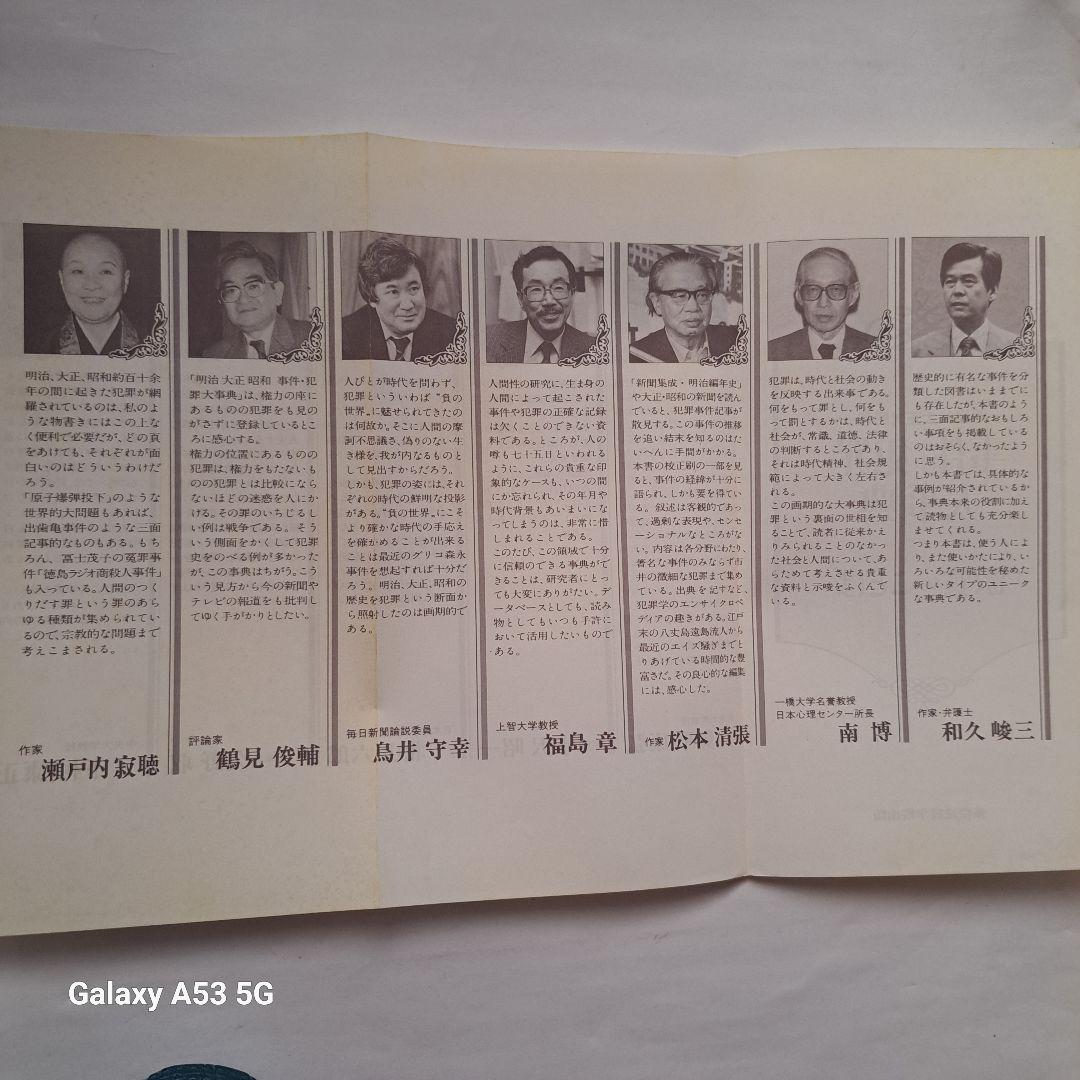 明治、大正、昭和約百十余
年の間に起きた犯罪が網
羅されているのは、私のよ
うな物書きにはこの上な
く便利で必要だが、どの頁
をあけても、それぞれが面
白いのはどういうわけだ
ろう。
「原子爆弾投下」のような
世界的大問題もあれば、
出歯亀事件のような三面
記事的なものもある。もち
ろん、冨士茂子の冤罪事
件「徳島ラジオ商殺人事件」
も入っている。人間のつく
りだす罪という罪のあら
ゆる種類が集められてい
るので、宗教的な問題まで
考えこまされる。
作家
瀬戸内寂聴
「明治 大正 昭和 事件・犯
罪大事典」は、権力の座に
あるものの犯罪をも見の
がさずに登録しているとこ
ろに感心する。
権力の位置にあるものの
犯罪は、権力をもたないも
のの犯罪とは比較になら
ないほどの迷惑を人にか
ける。その罪のいちじるし
い例は戦争である。そう
いう側面をかくして犯罪
史をのべる例が多かった
が、この事典はちがう。こう
いう見方から今の新聞や
テレビの報道をも批判し
てゆく手がかりとしたい。
評論家
鶴見 俊輔
人びとが時代を問わず、
犯罪といういわば“負の
世界”に魅せられてきたの
は何故か。そこに人間の摩
訶不思議さ、偽りのない生
き様を、我が内なるものと
して見出すからだろう。
しかも、犯罪の姿には、それ
ぞれの時代の鮮明な投影
がある。“負の世界”にこそ
より確かな時代の手応え
を確かめることが出来る
ことは最近のグリコ森永
事件を想起すれば十分だ
ろう。明治、大正、昭和の
歴史を犯罪という断面か
ら照射したのは画期的で
ある。
毎日新聞論説委員
鳥井 守幸
人間性の研究に、生ま身の
人間によって起こされた
事件や犯罪の正確な記録
は欠くことのできない資
料である。ところが、人の
噂も七十五日といわれる
ように、これらの貴重な印
象的なケースも、いつの間
にか忘れられ、その年月や
時代背景もあいまいにな
ってしまうのは、非常に惜
しまれることである。
このたび、この領域で十分
に信頼のできる事典がで
きることは、研究者にとっ
ても大変にありがたい。デ
ータベースとしても、読み
物としてもいつも手許に
おいて活用したいもので
ある。
上智大学教授
福島 章
「新聞集成・明治編年史」
や大正・昭和の新聞を読ん
でいると、犯罪事件記事が
散見する。この事件の推移
を追い結末を知るのはた
いへんに手間がかかる。
本書の校正刷の一部を見
ると、事件の経緯が十分に
語られ、しかも要を得てい
る。叙述は客観的であっ
て、過剰な表現や、センセ
ーショナルなところがな
い。内容は各分野にわたり、
著名な事件のみならず市
井の微細な犯罪まで集め
ている。出典を記すなど、
犯罪学のエンサイクロペ
ディアの趣きがある。江戸
末の八丈島遠島流人から
最近のエイズ騒ぎまでと
りあげている時間的な豊
富さだ。その良心的な編集
には、感心した。
作家 松本 清張
犯罪は、時代と社会の動き
を反映する出来事である。
何をもって罪とし、何をも
って罰とするかは、時代と
社会が、常識、道徳、法律
の判断するところであり、
それは時代精神、社会規
範によって大きく左右さ
れる。
この画期的な大事典は犯
罪という裏面の世相を知
ることで、読者に従来かえ
りみられることのなかっ
た社会と人間について、あ
らためて考えさせる貴重
な資料と示唆をふくんで
いる。
一橋大学名誉教授
日本心理センター所長
南 博
歴史的に有名な事件を分
類した図書はいままでに
も存在したが、本書のよう
に、三面記事的なおもしろ
い事項をも掲載している
のはおそらく、なかったよう
に思う。
しかも本書では、具体的な
事例が紹介されているか
ら、事典本来の役割に加え
て読物としても充分楽し
ませてくれる。
つまり本書は、使う人によ
り、また使いかたにより、い
ろいろな可能性を秘めた
新しいタイプのユニーク
な事典である。
作家・弁護士
和久 峻三
Galaxy A53 5G